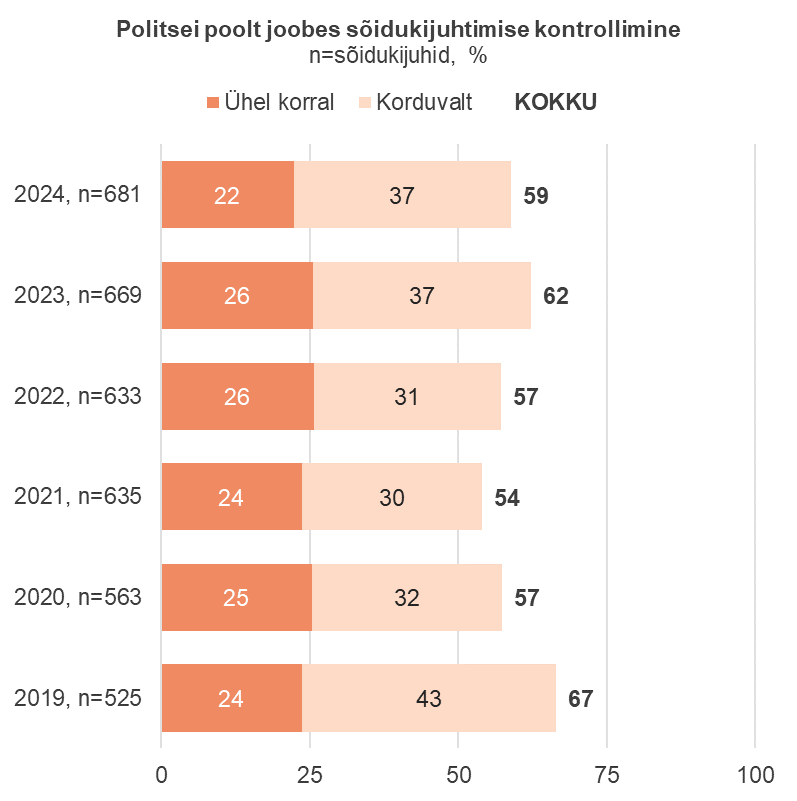 Politsei poolt joobes sõidukijuhtimise kontrollimine
n=sõidukijuhid, %
Ühel korral Korduvalt KOKKU
2024, n=681 22 37 59
2023, n=669 26 37 62
2022, n=633 26 31 57
2021, n=635 24 30 54
2020, n=563 25 32 57
2019, n=525 24 43 67
0 25 50 75 100